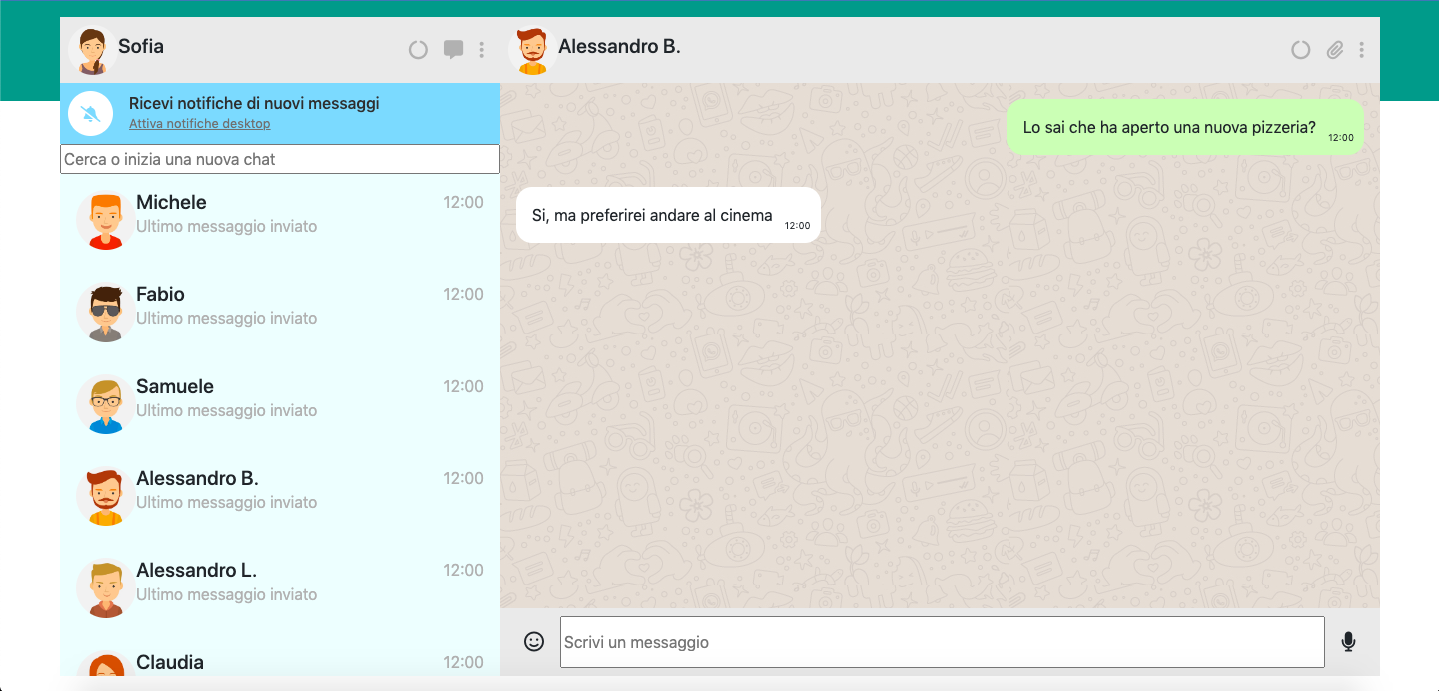 Sofia
Ricevi notifiche di nuovi messaggi
Attiva notifiche desktop
Cerca o inizia una nuova chat
Michele 12:00
Ultimo messaggio inviato
Fabio 12:00
Ultimo messaggio inviato
Samuele 12:00
Ultimo messaggio inviato
Alessandro B. 12:00
Ultimo messaggio inviato
Alessandro L. 12:00
Ultimo messaggio inviato
Claudia 12:00
Alessandro B.
Lo sai che ha aperto una nuova pizzeria? 12:00
Si, ma preferirei andare al cinema 12:00
Scrivi un messaggio